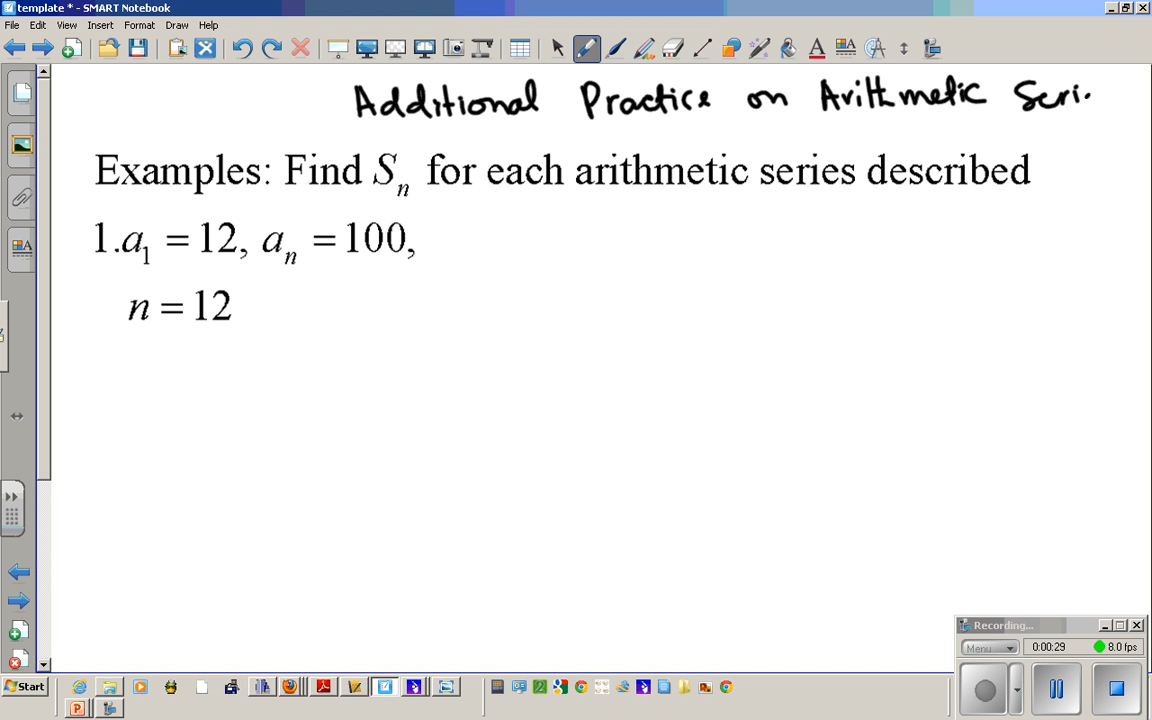 template * - SMART Notebook
File Edit View Insert Format Draw Help
Additional Practice on Arithmetic Seri
Examples: Find Sₙ for each arithmetic series described
1.a₁ = 12, aₙ = 100,
n = 12
Recording...
Menu 0:00:29 8.0 fps
Start